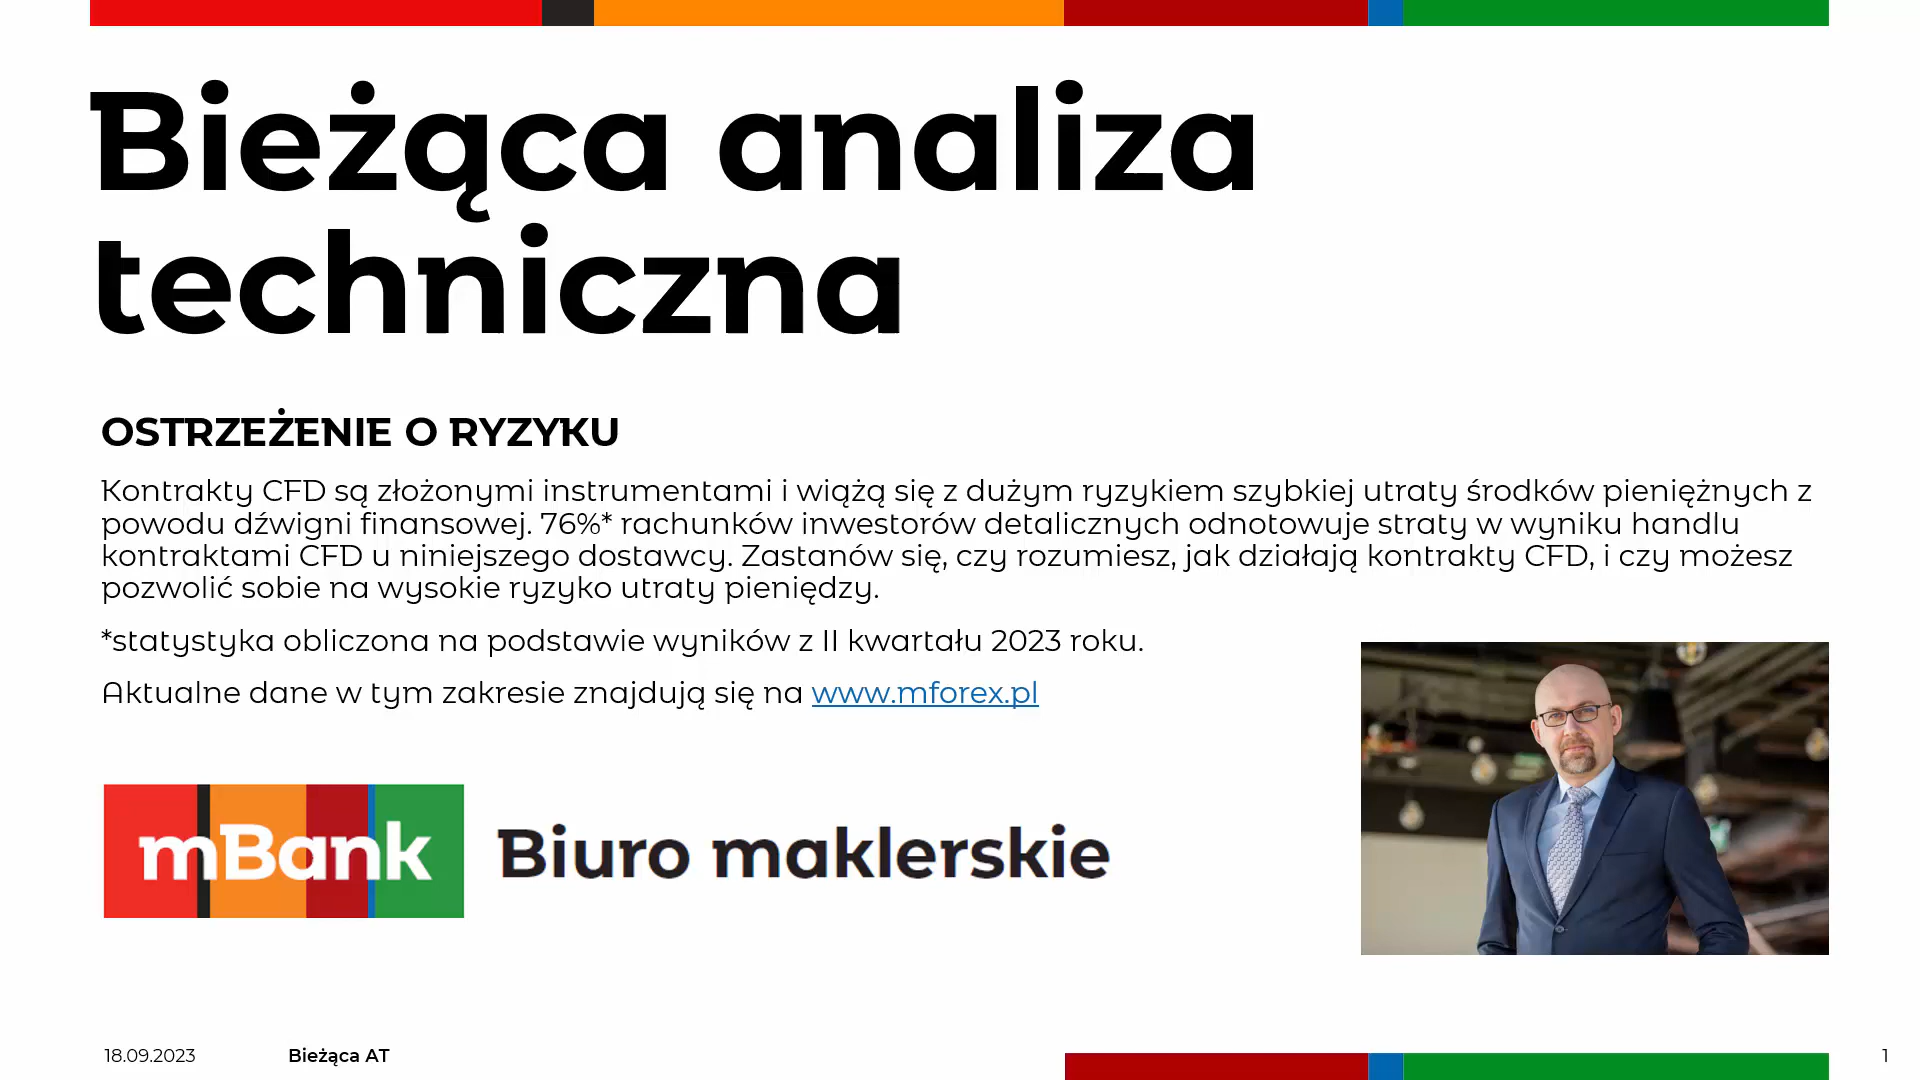 Bieżąca analiza
techniczna
OSTRZEŻENIE O RYZYKU
Kontrakty CFD są złożonymi instrumentami i wiążą się z dużym ryzykiem szybkiej utraty środków pieniężnych z
powodu dźwigni finansowej. 76%* rachunków inwestorów detalicznych odnotowuje straty w wyniku handlu
kontraktami CFD u niniejszego dostawcy. Zastanów się, czy rozumiesz, jak działają kontrakty CFD, i czy możesz
pozwolić sobie na wysokie ryzyko utraty pieniędzy.
*statystyka obliczona na podstawie wyników z II kwartału 2023 roku.
Aktualne dane w tym zakresie znajdują się na www.mforex.pl
mBank Biuro maklerskie
18.09.2023 Bieżąca AT 1